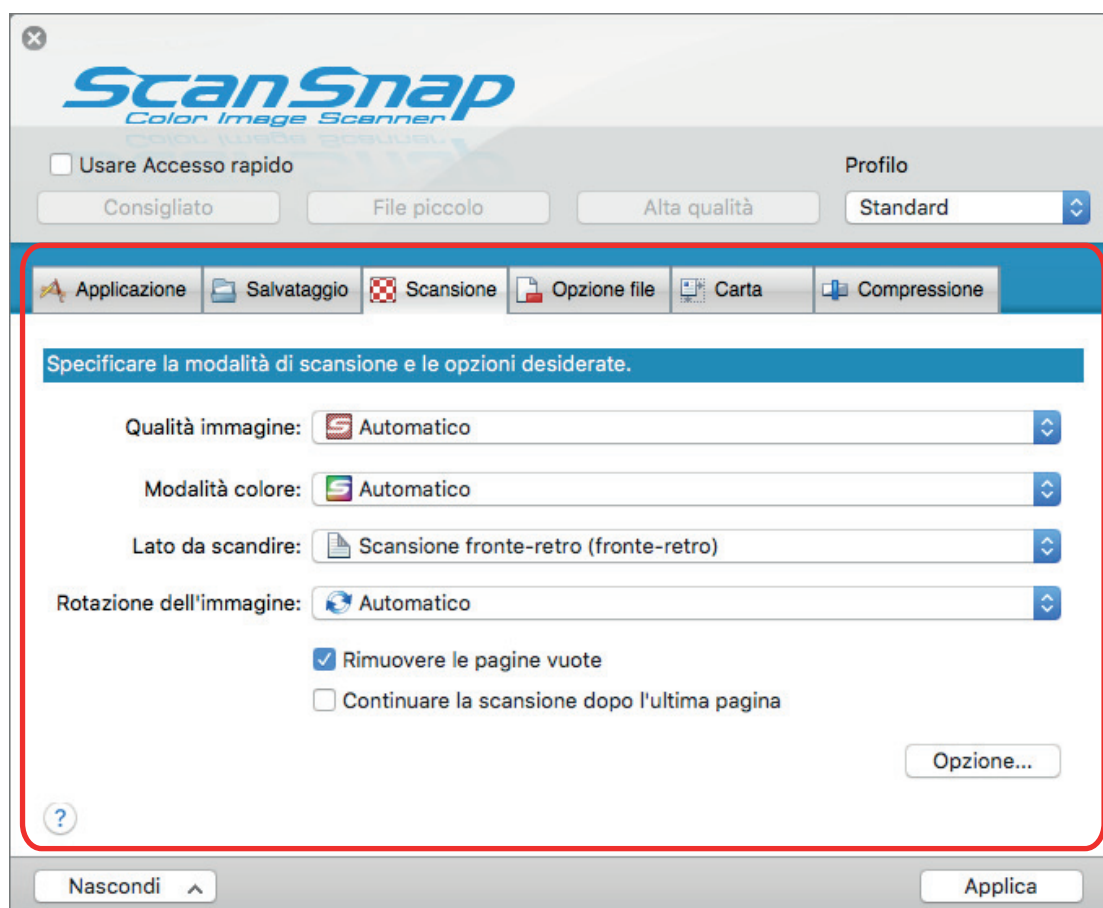 ScanSnap
Color Image Scanner
Usare Accesso rapido
Profilo
Consigliato File piccolo Alta qualità Standard
Applicazione Salvataggio Scansione Opzione file Carta Compressione
Specificare la modalità di scansione e le opzioni desiderate.
Qualità immagine: Automatico
Modalità colore: Automatico
Lato da scandire: Scansione fronte-retro (fronte-retro)
Rotazione dell'immagine: Automatico
Rimuovere le pagine vuote
Continuare la scansione dopo l'ultima pagina
Opzione...
?
Nascondi Applica